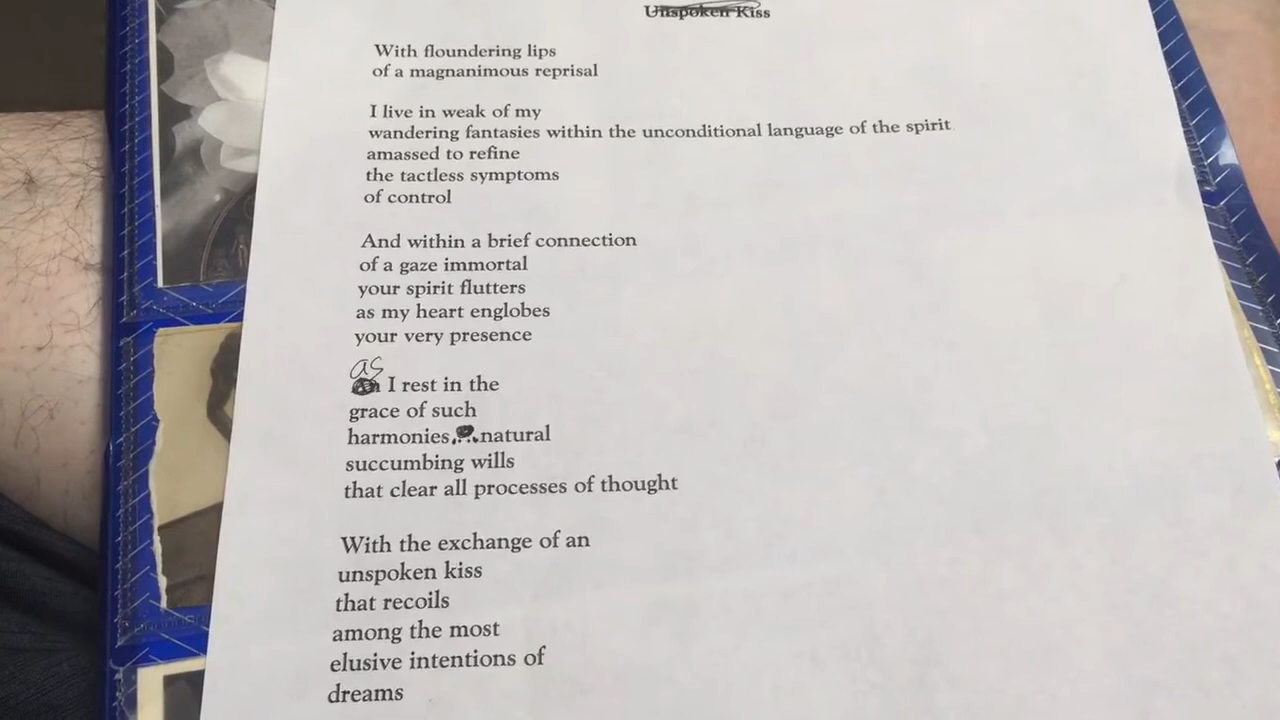 Unspoken Kiss
With floundering lips
of a magnanimous reprisal
I live in weak of my
wandering fantasies within the unconditional language of the spirit
amassed to refine
the tactless symptoms
of control
And within a brief connection
of a gaze immortal
your spirit flutters
as my heart englobes
your very presence
as
I rest in the
grace of such
harmonies natural
succumbing wills
that clear all processes of thought
With the exchange of an
unspoken kiss
that recoils
among the most
elusive intentions of
dreams